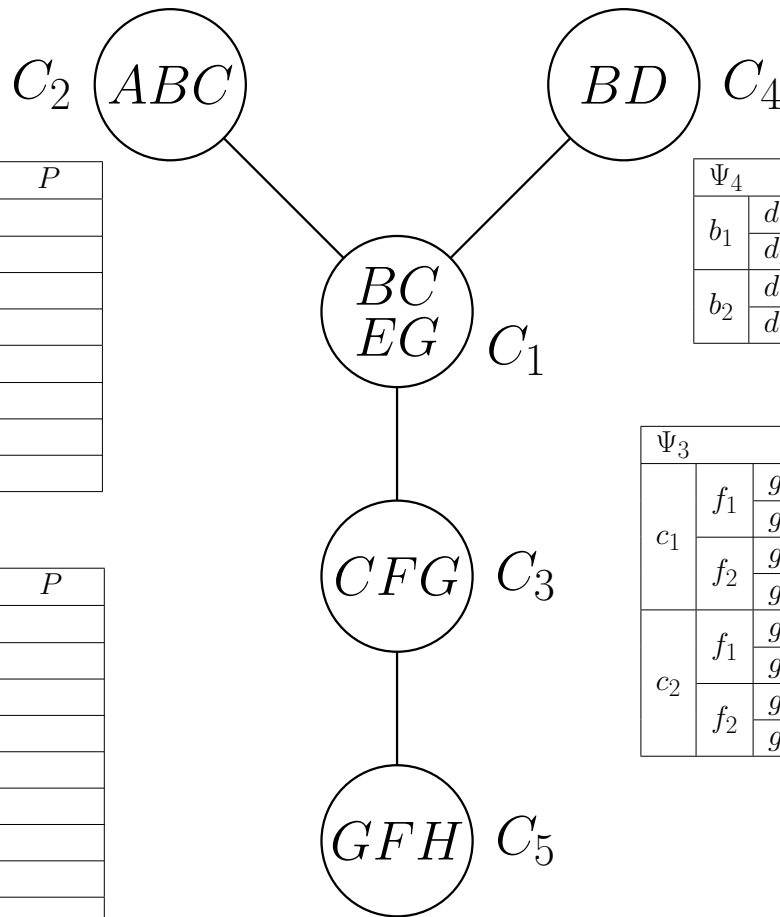 C₂ ABC
BD C₄
P
Ψ₄
b₁ d
d
b₂ d
d
BC
EG
C₁
Ψ₃
c₁ f₁ g
g
f₂ g
g
c₂ f₁ g
g
f₂ g
g
CFG C₃
P
GFH C₅